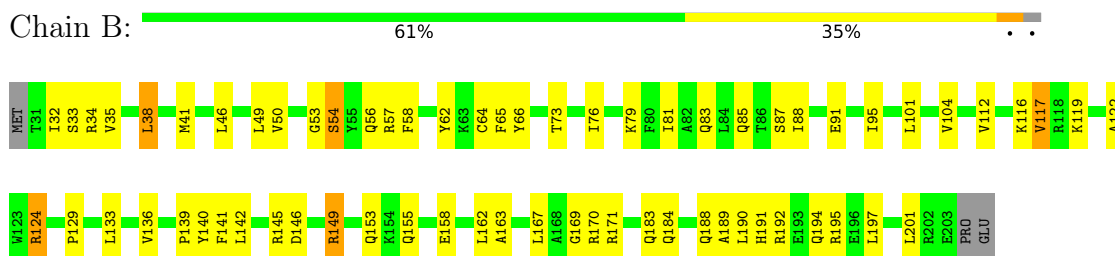 Chain B:
61% 35% • •
MET T31 I32 S33 R34 V35 L38 M41 L46 L49 V50 G53 S54 Y55 Q56 R57 F58 Y62 K63 C64 F65 Y66 T73 I76 K79 F80 I81 A82 Q83 L84 Q85 T86 S87 I88 E91 I95 L101 V104 V112 K116 V117 R118 K119
W123 R124 P129 L133 V136 P139 Y140 F141 L142 R145 D146 R149 Q153 K154 Q155 E158 L162 A163 L167 A168 G169 R170 R171 Q183 Q184 Q188 A189 L190 H191 R192 E193 Q194 R195 E196 L197 L201 R202 E203 PRO GLU